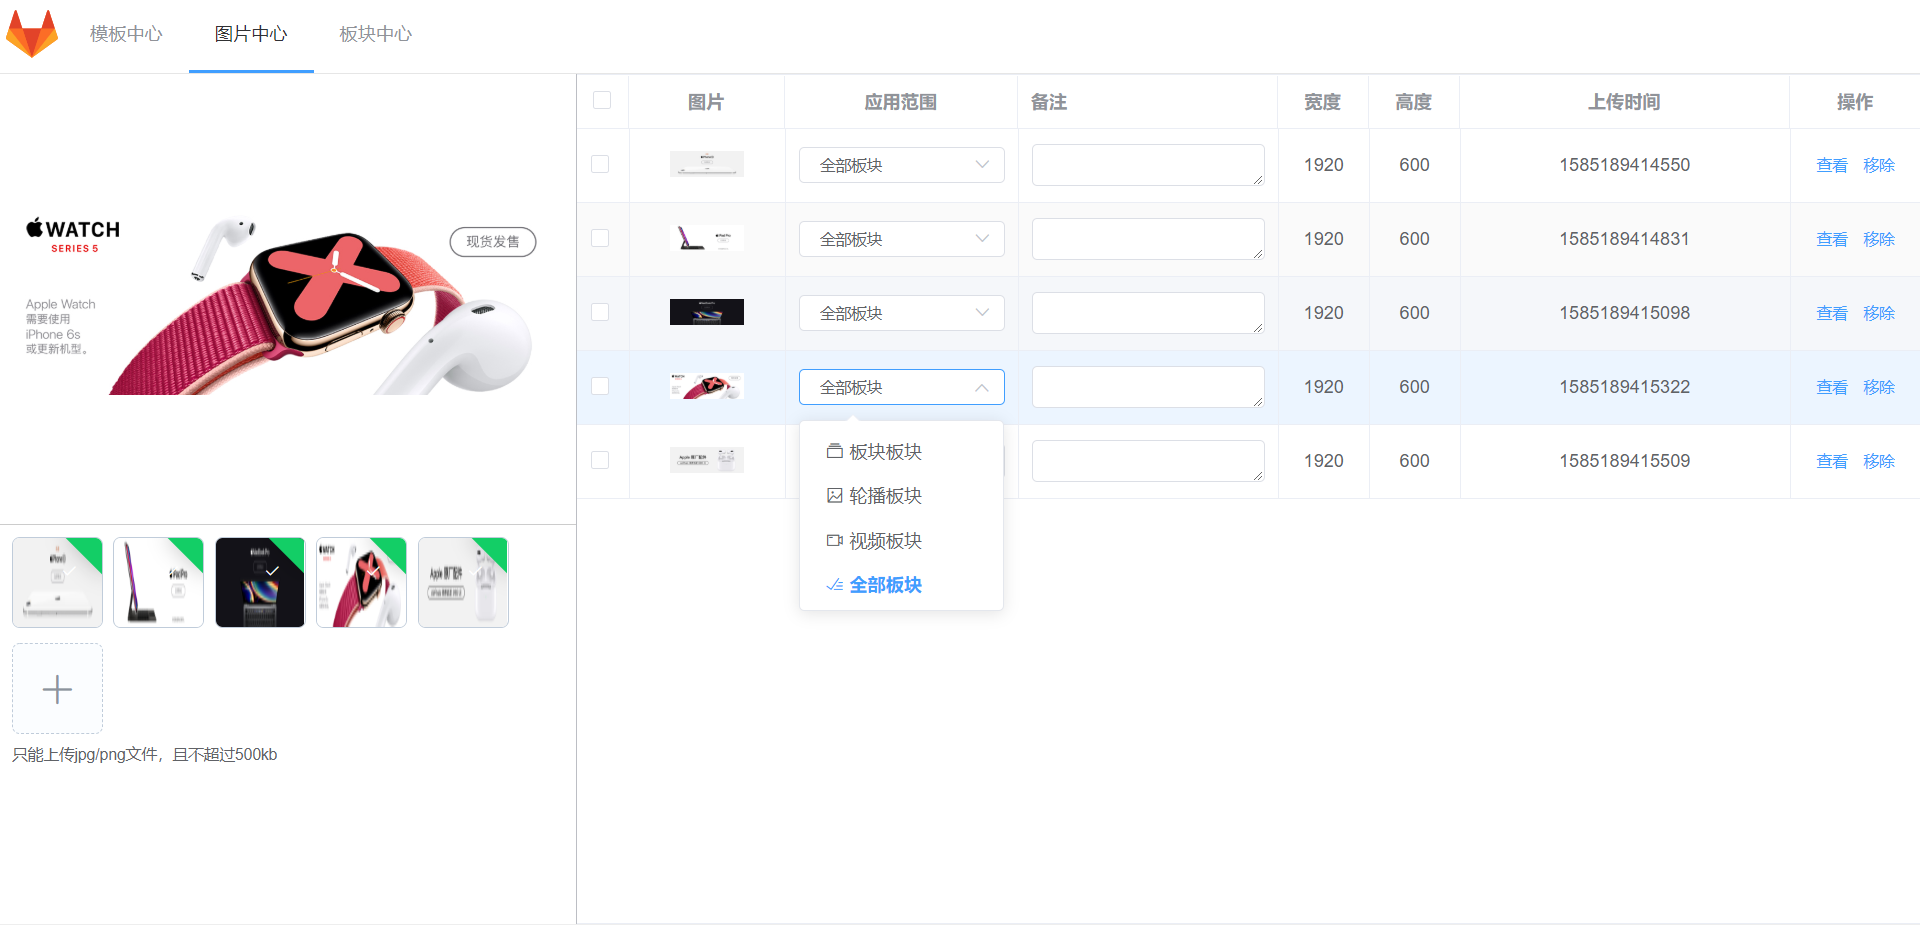 模板中心
图片中心
板块中心
WATCH
SERIES 5
现货发售
Apple Watch
需要使用
iPhone 6s
或更新机型。
只能上传jpg/png文件，且不超过500kb
图片 应用范围 备注 宽度 高度 上传时间 操作
全部板块 1920 600 1585189414550 查看 移除
全部板块 1920 600 1585189414831 查看 移除
全部板块 1920 600 1585189415098 查看 移除
全部板块 1920 600 1585189415322 查看 移除
1920 600 1585189415509 查看 移除
板块板块
轮播板块
视频板块
全部板块